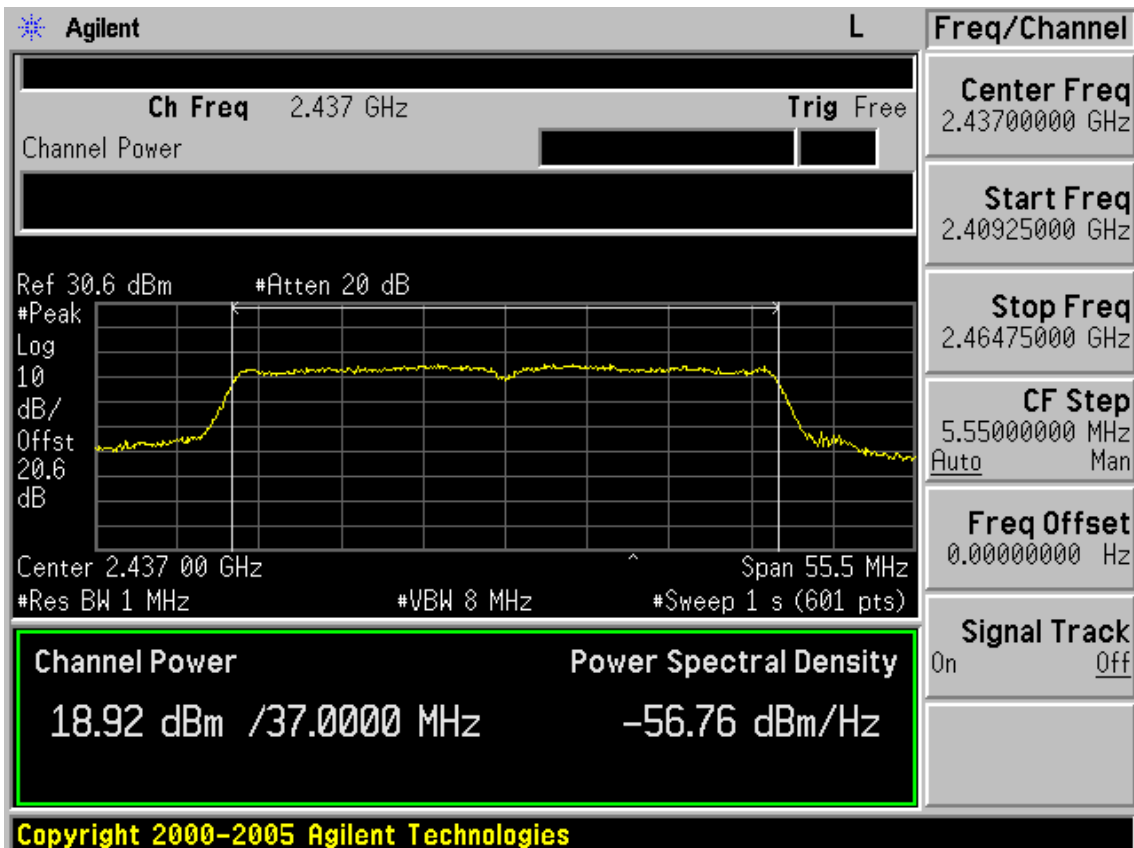 Agilent L
Ch Freq 2.437 GHz Trig Free
Channel Power
Ref 30.6 dBm #Atten 20 dB
#Peak
Log
10
dB/
Offst
20.6
dB
Center 2.437 00 GHz ^ Span 55.5 MHz
#Res BW 1 MHz #VBW 8 MHz #Sweep 1 s (601 pts)
Channel Power Power Spectral Density
18.92 dBm /37.0000 MHz -56.76 dBm/Hz
Copyright 2000-2005 Agilent Technologies
Freq/Channel
Center Freq
2.43700000 GHz
Start Freq
2.40925000 GHz
Stop Freq
2.46475000 GHz
CF Step
5.55000000 MHz
Auto Man
Freq Offset
0.00000000 Hz
Signal Track
On Off